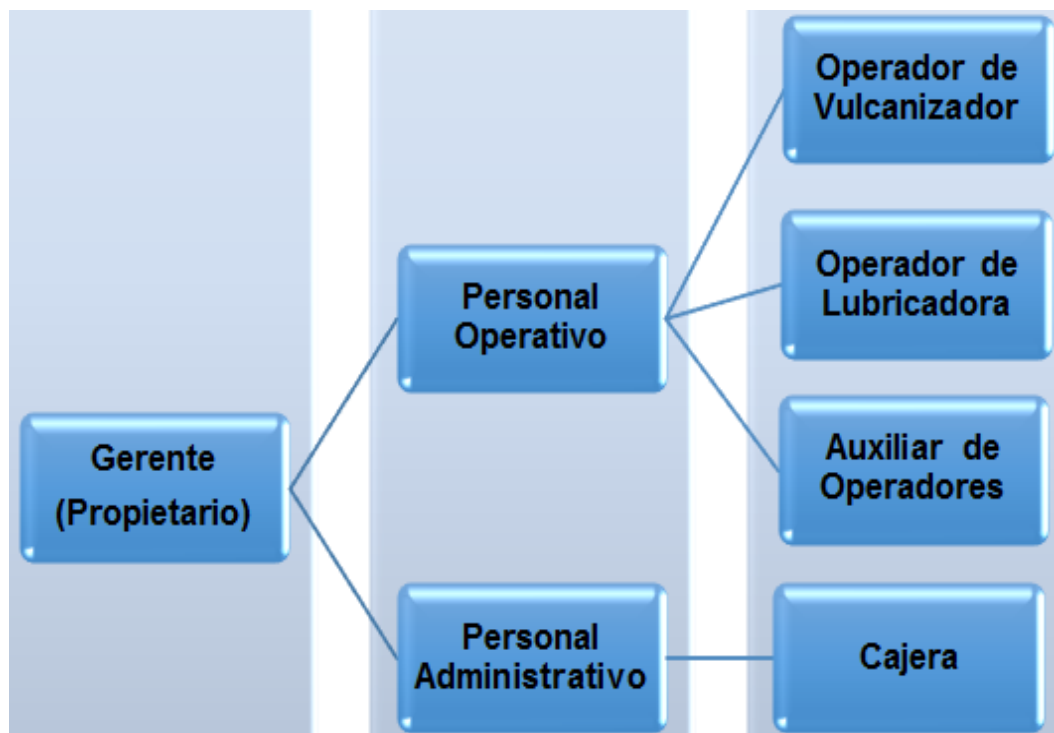 Gerente
(Propietario)
Personal
Operativo
Personal
Administrativo
Operador de
Vulcanizador
Operador de
Lubricadora
Auxiliar de
Operadores
Cajera